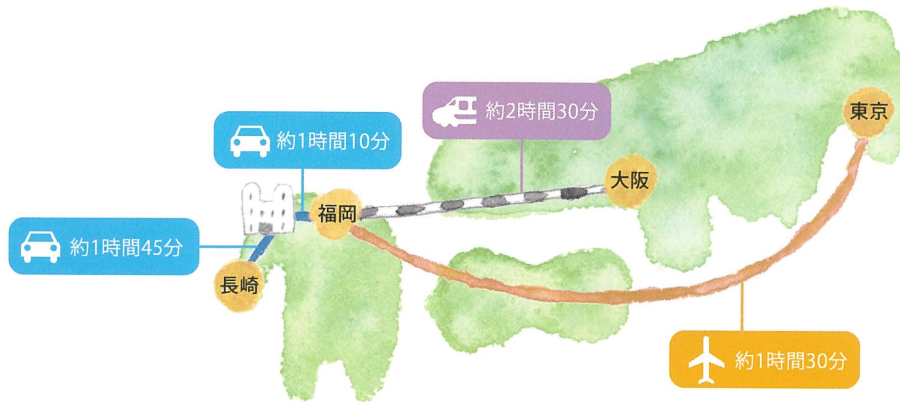 約2時間30分
東京
約1時間10分
大阪
福岡
約1時間45分
長崎
約1時間30分